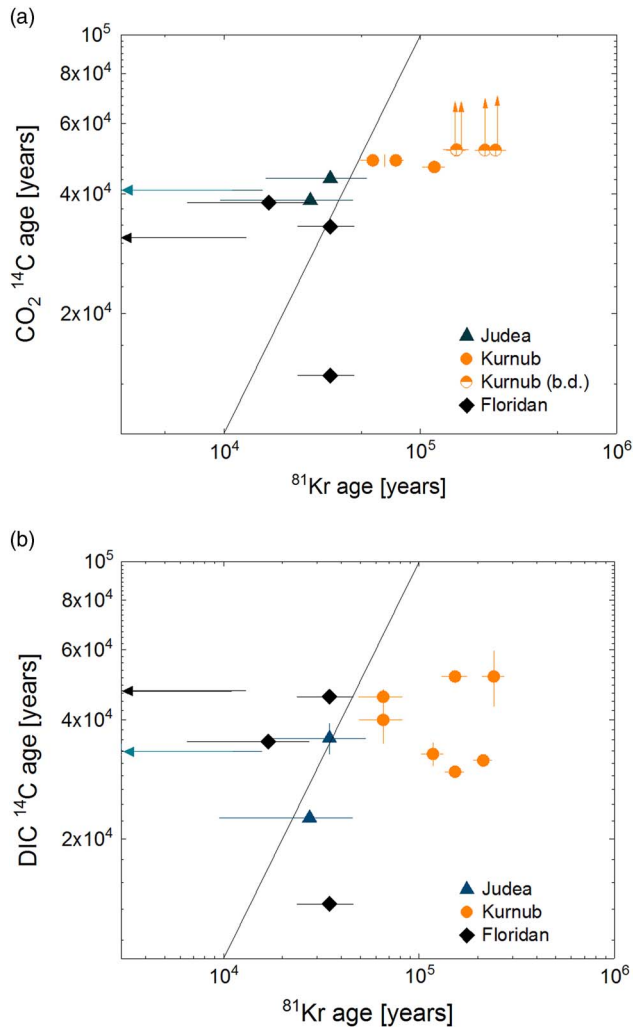 (a)
10⁵
8x10⁴
6x10⁴
4x10⁴
2x10⁴
CO₂ ¹⁴C age [years]
Judea
Kurnub
Kurnub (b.d.)
Floridan
10⁴ 10⁵ 10⁶
⁸¹Kr age [years]
(b)
10⁵
8x10⁴
6x10⁴
4x10⁴
2x10⁴
DIC ¹⁴C age [years]
Judea
Kurnub
Floridan
10⁴ 10⁵ 10⁶
⁸¹Kr age [years]